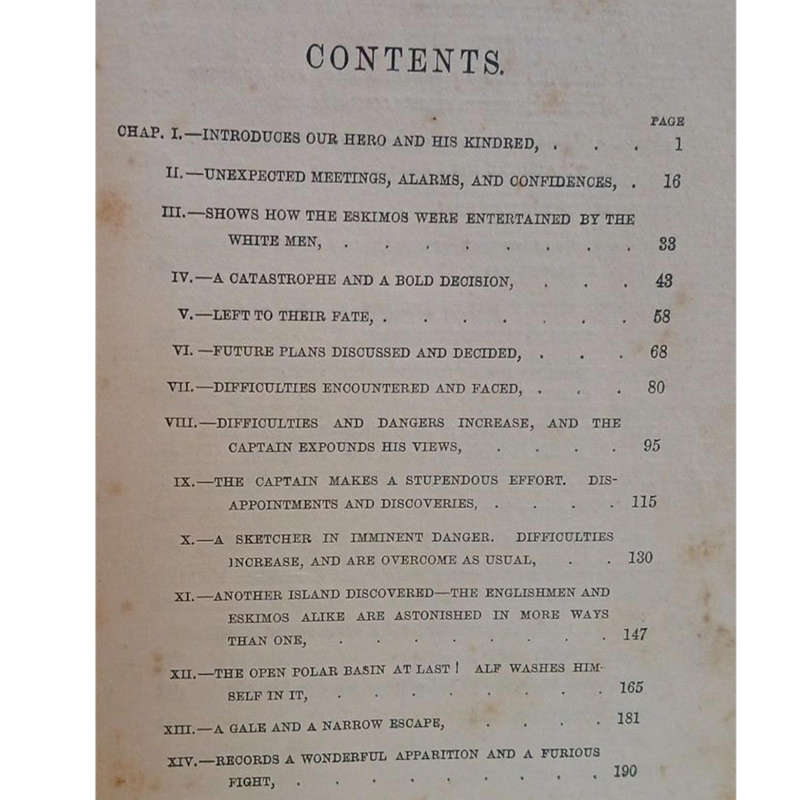 CONTENTS.
PAGE
CHAP. I.—INTRODUCES OUR HERO AND HIS KINDRED, . . . 1
II.—UNEXPECTED MEETINGS, ALARMS, AND CONFIDENCES, . 16
III.—SHOWS HOW THE ESKIMOS WERE ENTERTAINED BY THE
WHITE MEN, . . . . . . . . 33
IV.—A CATASTROPHE AND A BOLD DECISION, . . . 43
V.—LEFT TO THEIR FATE, . . . . . . . 58
VI.—FUTURE PLANS DISCUSSED AND DECIDED, . . . 68
VII.—DIFFICULTIES ENCOUNTERED AND FACED, . . . 80
VIII.—DIFFICULTIES AND DANGERS INCREASE, AND THE
CAPTAIN EXPOUNDS HIS VIEWS, . . . . 95
IX.—THE CAPTAIN MAKES A STUPENDOUS EFFORT. DIS-
APPOINTMENTS AND DISCOVERIES, . . . . 115
X.—A SKETCHER IN IMMINENT DANGER. DIFFICULTIES
INCREASE, AND ARE OVERCOME AS USUAL, . . 130
XI.—ANOTHER ISLAND DISCOVERED—THE ENGLISHMEN AND
ESKIMOS ALIKE ARE ASTONISHED IN MORE WAYS
THAN ONE, . . . . . . . . 147
XII.—THE OPEN POLAR BASIN AT LAST! ALF WASHES HIM-
SELF IN IT, . . . . . . . . 165
XIII.—A GALE AND A NARROW ESCAPE, . . . . 181
XIV.—RECORDS A WONDERFUL APPARITION AND A FURIOUS
FIGHT, . . . . . . . . . 190